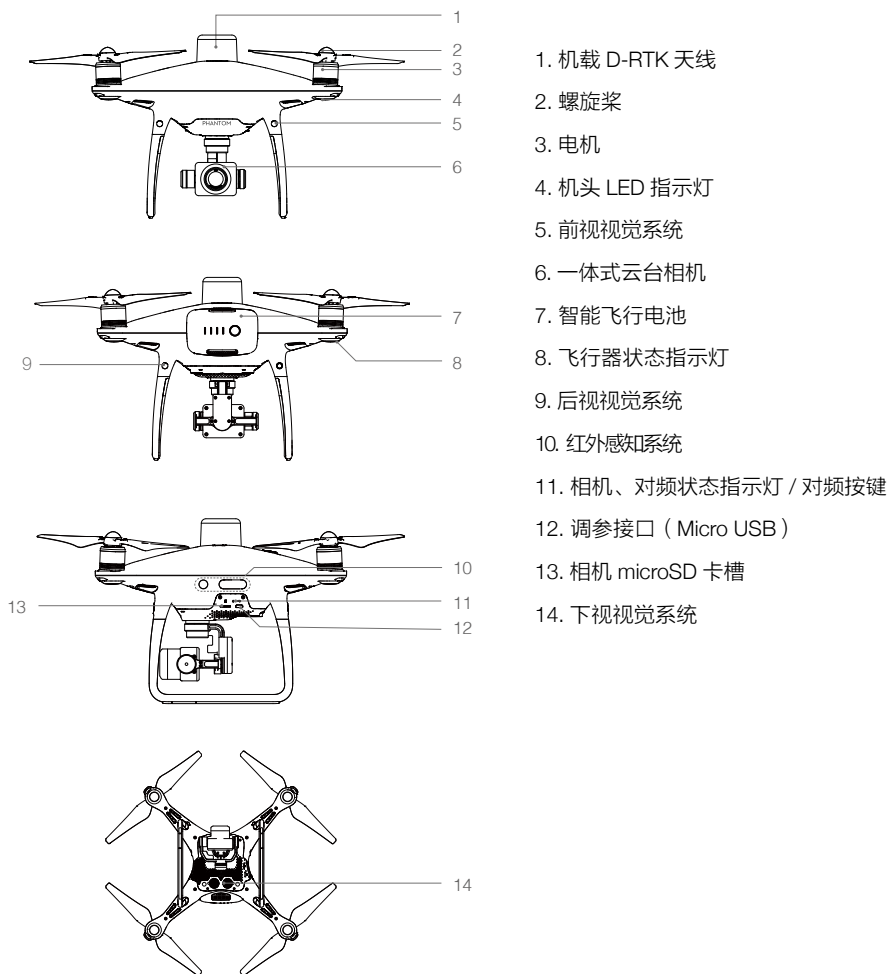 1
2
3
4
PHANTOM
5
6
7
9
8
10
13
11
12
14
1. 机载 D-RTK 天线
2. 螺旋桨
3. 电机
4. 机头 LED 指示灯
5. 前视视觉系统
6. 一体式云台相机
7. 智能飞行电池
8. 飞行器状态指示灯
9. 后视视觉系统
10. 红外感知系统
11. 相机、对频状态指示灯 / 对频按键
12. 调参接口（Micro USB）
13. 相机 microSD 卡槽
14. 下视视觉系统